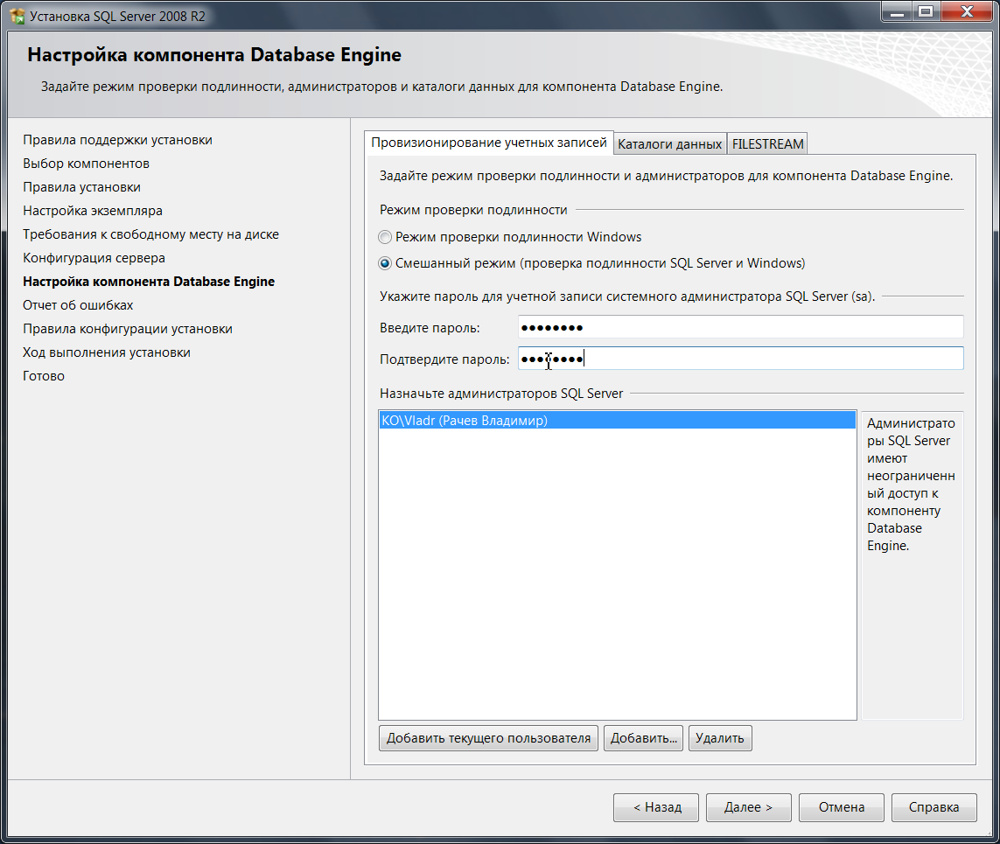 Установка SQL Server 2008 R2
Настройка компонента Database Engine
Задайте режим проверки подлинности, администраторов и каталоги данных для компонента Database Engine.
Правила поддержки установки
Выбор компонентов
Правила установки
Настройка экземпляра
Требования к свободному месту на диске
Конфигурация сервера
Настройка компонента Database Engine
Отчет об ошибках
Правила конфигурации установки
Ход выполнения установки
Готово
Провизионирование учетных записей
Каталоги данных
FILESTREAM
Задайте режим проверки подлинности и администраторов для компонента Database Engine.
Режим проверки подлинности
Режим проверки подлинности Windows
Смешанный режим (проверка подлинности SQL Server и Windows)
Укажите пароль для учетной записи системного администратора SQL Server (sa).
Введите пароль: ●●●●●●●●
Подтвердите пароль: ●●●●●●●●
Назначьте администраторов SQL Server
KO\Vladr (Рачев Владимир)
Администрато
ры SQL Server
имеют
неограниченн
ый доступ к
компоненту
Database
Engine.
Добавить текущего пользователя
Добавить...
Удалить
< Назад
Далее >
Отмена
Справка